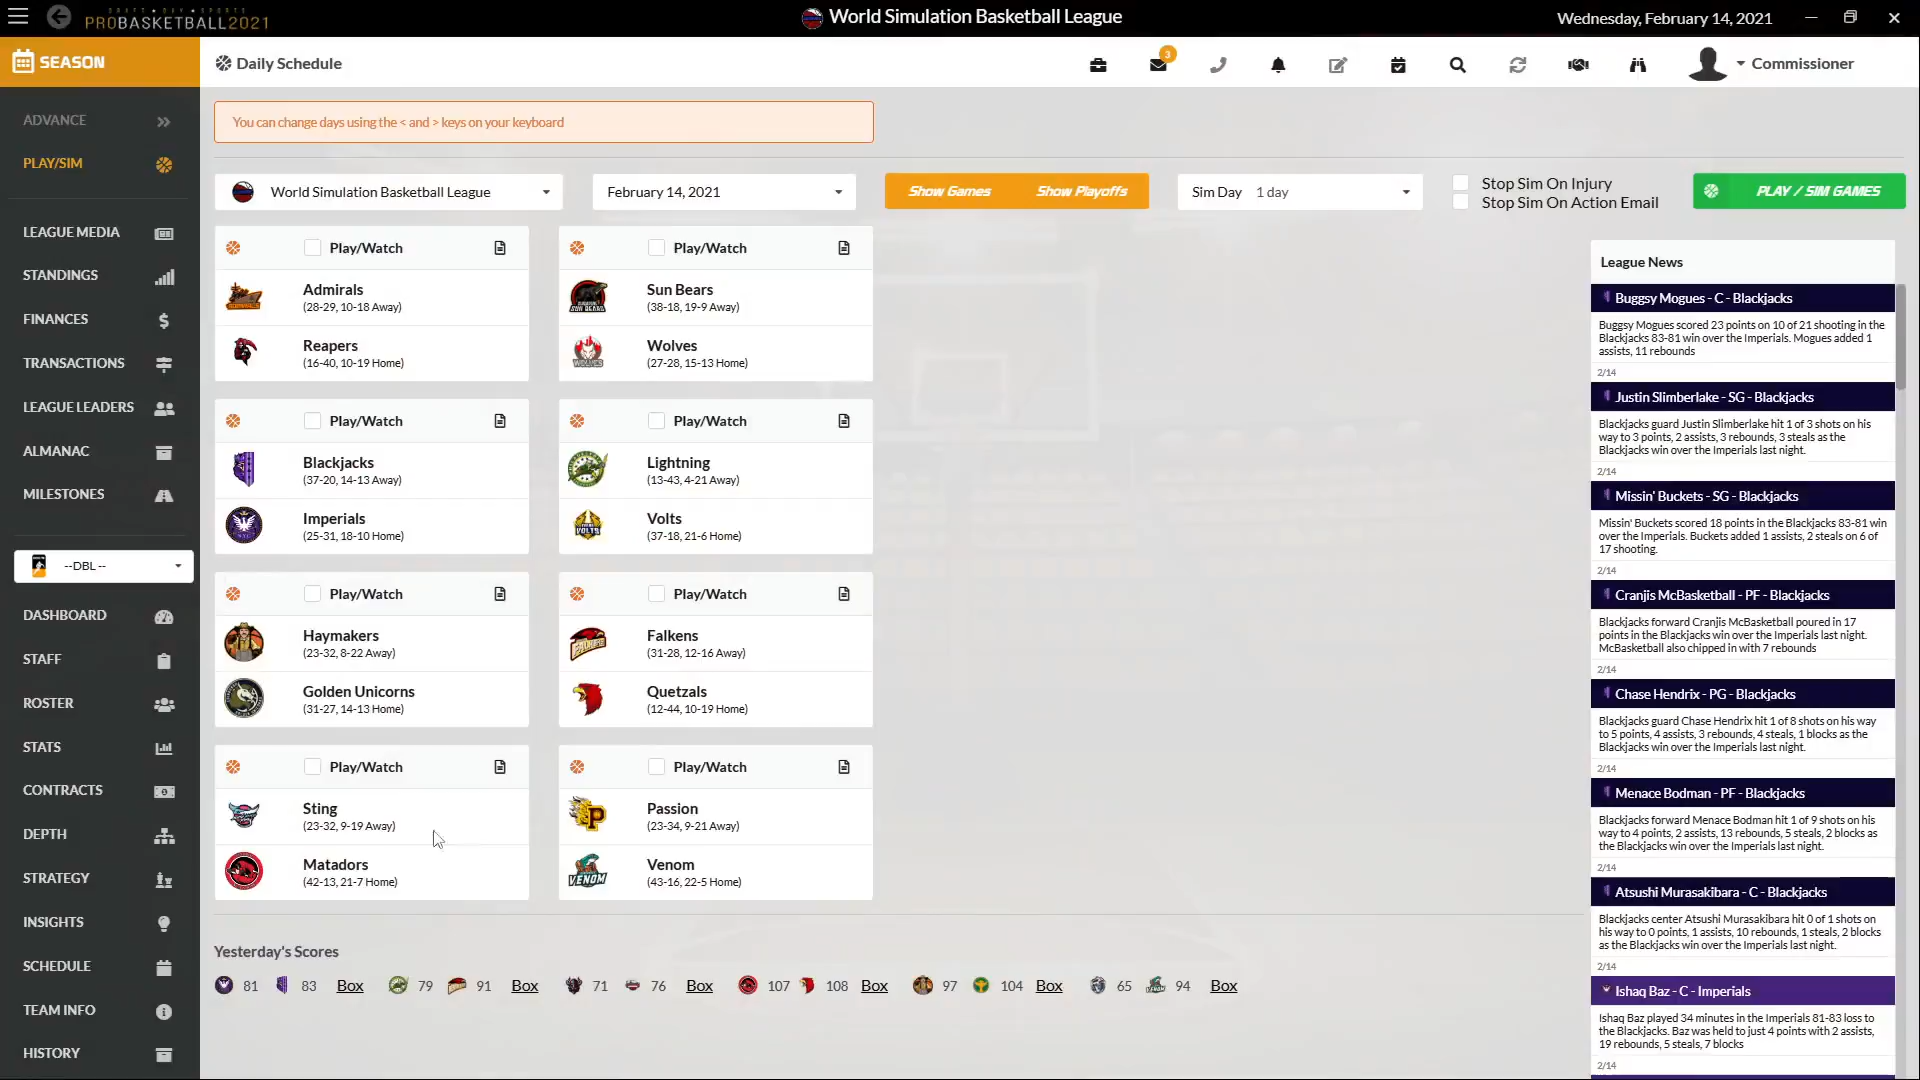 DRAFT DAY SPORTS
PROBASKETBALL2021
World Simulation Basketball League
Wednesday, February 14, 2021
SEASON
Daily Schedule
3
Commissioner
ADVANCE
PLAY/SIM
LEAGUE MEDIA
STANDINGS
FINANCES
TRANSACTIONS
LEAGUE LEADERS
ALMANAC
MILESTONES
--DBL --
DASHBOARD
STAFF
ROSTER
STATS
CONTRACTS
DEPTH
STRATEGY
INSIGHTS
SCHEDULE
TEAM INFO
HISTORY
You can change days using the < and > keys on your keyboard
World Simulation Basketball League
February 14, 2021
Show Games
Show Playoffs
Sim Day 1 day
Stop Sim On Injury
Stop Sim On Action Email
PLAY / SIM GAMES
Play/Watch
Admirals
(28-29, 10-18 Away)
Reapers
(16-40, 10-19 Home)
Play/Watch
Sun Bears
(38-18, 19-9 Away)
Wolves
(27-28, 15-13 Home)
Play/Watch
Blackjacks
(37-20, 14-13 Away)
Imperials
(25-31, 18-10 Home)
Play/Watch
Lightning
(13-43, 4-21 Away)
Volts
(37-18, 21-6 Home)
Play/Watch
Haymakers
(23-32, 8-22 Away)
Golden Unicorns
(31-27, 14-13 Home)
Play/Watch
Falkens
(31-28, 12-16 Away)
Quetzals
(12-44, 10-19 Home)
Play/Watch
Sting
(23-32, 9-19 Away)
Matadors
(42-13, 21-7 Home)
Play/Watch
Passion
(23-34, 9-21 Away)
Venom
(43-16, 22-5 Home)
Yesterday's Scores
81 83 Box 79 91 Box 71 76 Box 107 108 Box 97 104 Box 65 94 Box
League News
Buggsy Mogues - C - Blackjacks
Buggsy Mogues scored 23 points on 10 of 21 shooting in the
Blackjacks 83-81 win over the Imperials. Mogues added 1
assists, 11 rebounds
2/14
Justin Slimberlake - SG - Blackjacks
Blackjacks guard Justin Slimberlake hit 1 of 3 shots on his
way to 3 points, 2 assists, 3 rebounds, 3 steals as the
Blackjacks win over the Imperials last night.
2/14
Missin' Buckets - SG - Blackjacks
Missin' Buckets scored 18 points in the Blackjacks 83-81 win
over the Imperials. Buckets added 1 assists, 2 steals on 6 of
17 shooting.
2/14
Cranjis McBasketball - PF - Blackjacks
Blackjacks forward Cranjis McBasketball poured in 17
points in the Blackjacks win over the Imperials last night.
McBasketball also chipped in with 7 rebounds
2/14
Chase Hendrix - PG - Blackjacks
Blackjacks guard Chase Hendrix hit 1 of 8 shots on his way
to 5 points, 4 assists, 3 rebounds, 4 steals, 1 blocks as the
Blackjacks win over the Imperials last night.
2/14
Menace Bodman - PF - Blackjacks
Blackjacks forward Menace Bodman hit 1 of 9 shots on his
way to 4 points, 2 assists, 13 rebounds, 5 steals, 2 blocks as
the Blackjacks win over the Imperials last night.
2/14
Atsushi Murasakibara - C - Blackjacks
Blackjacks center Atsushi Murasakibara hit 0 of 1 shots on
his way to 0 points, 1 assists, 10 rebounds, 1 steals, 2 blocks
as the Blackjacks win over the Imperials last night.
2/14
Ishaq Baz - C - Imperials
Ishaq Baz played 34 minutes in the Imperials 81-83 loss to
the Blackjacks. Baz was held to just 4 points with 2 assists,
19 rebounds, 5 steals, 7 blocks
2/14